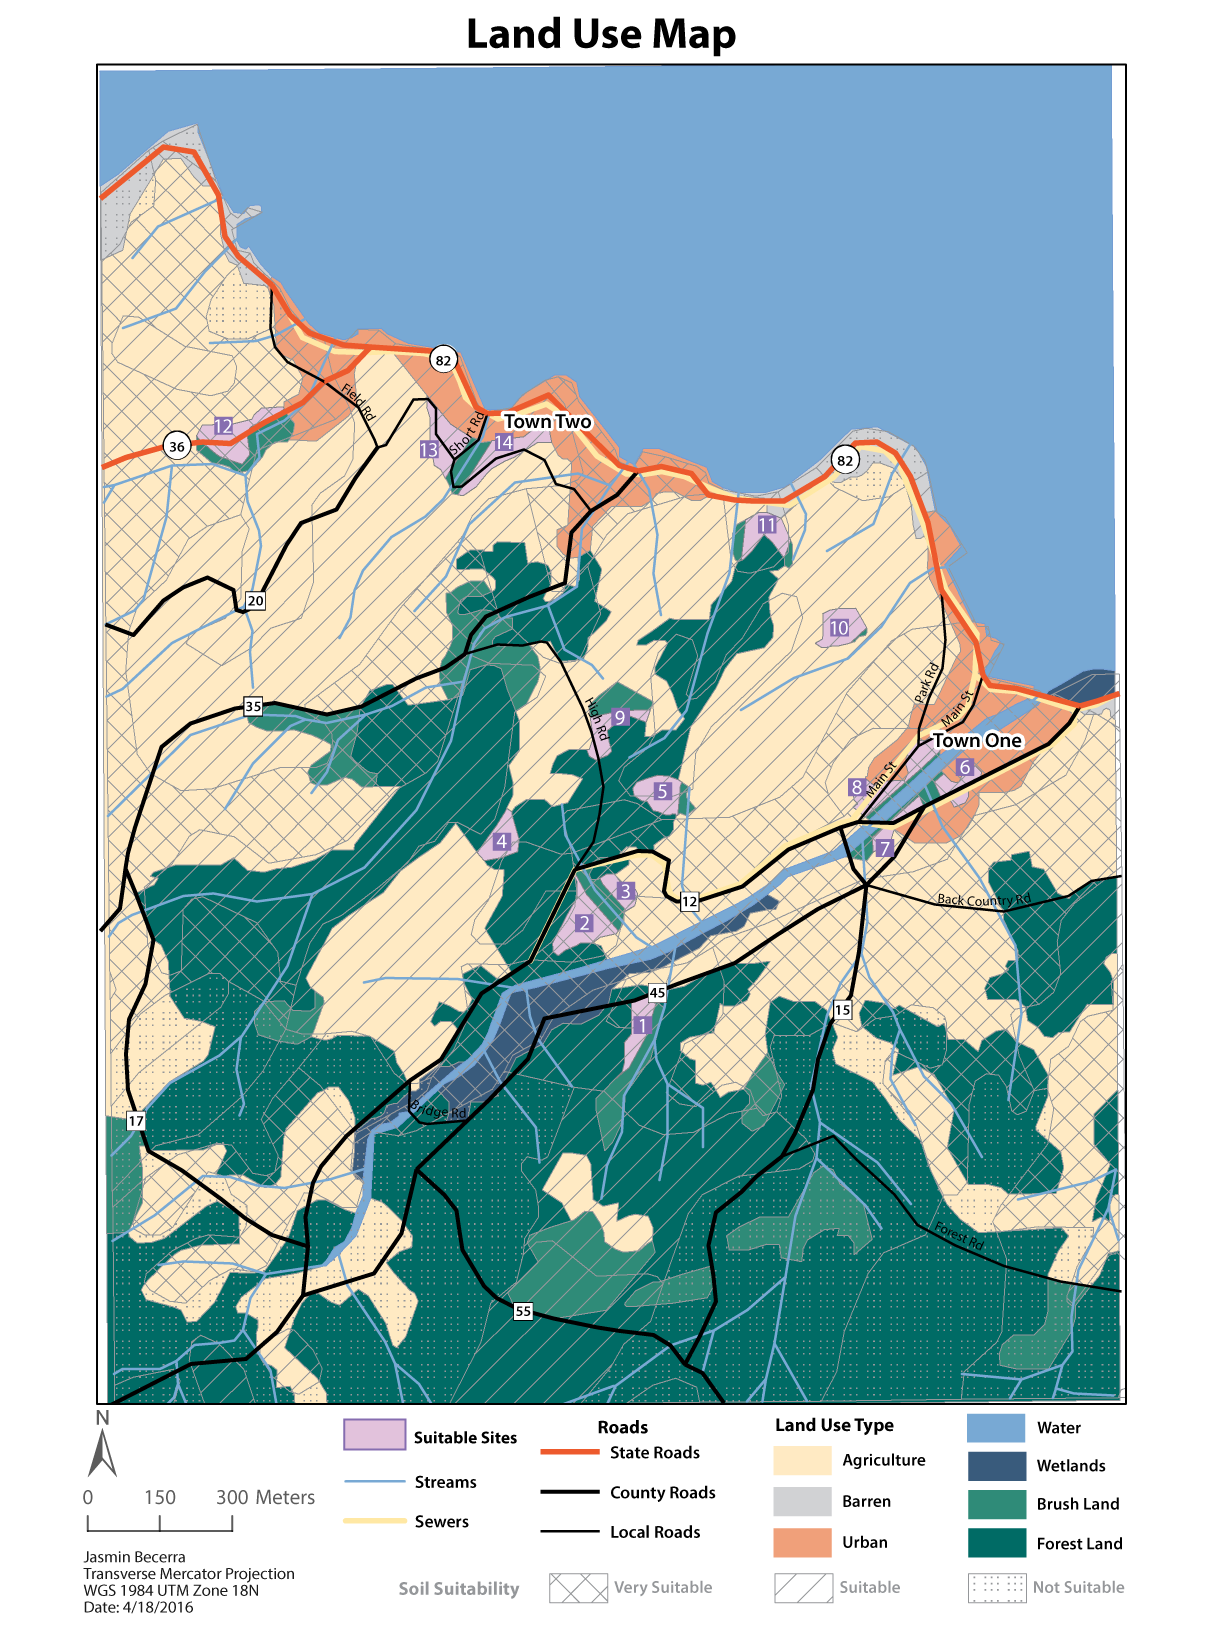 Land Use Map
82
Field Rd
Town Two
12
36
Short Rd
13
14
82
11
20
10
Park Rd
35
High Rd
9
Main St
Town One
6
Main St
8
5
4
7
3
12
Back Country Rd
2
45
1
15
Bridge Rd
17
Forest Rd
55
N
Suitable Sites
Roads
Land Use Type
Water
State Roads
Agriculture
Wetlands
Streams
0 150 300 Meters
County Roads
Barren
Brush Land
Sewers
Local Roads
Urban
Forest Land
Jasmin Becerra
Transverse Mercator Projection
WGS 1984 UTM Zone 18N
Date: 4/18/2016
Soil Suitability
Very Suitable
Suitable
Not Suitable